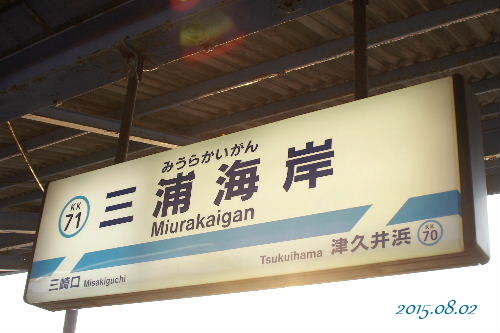 みうらかいがん
KK
71
三浦海岸
Miurakaigan
三崎口 Misakiguchi
Tsukuihama 津久井浜
KK
70
2015.08.02